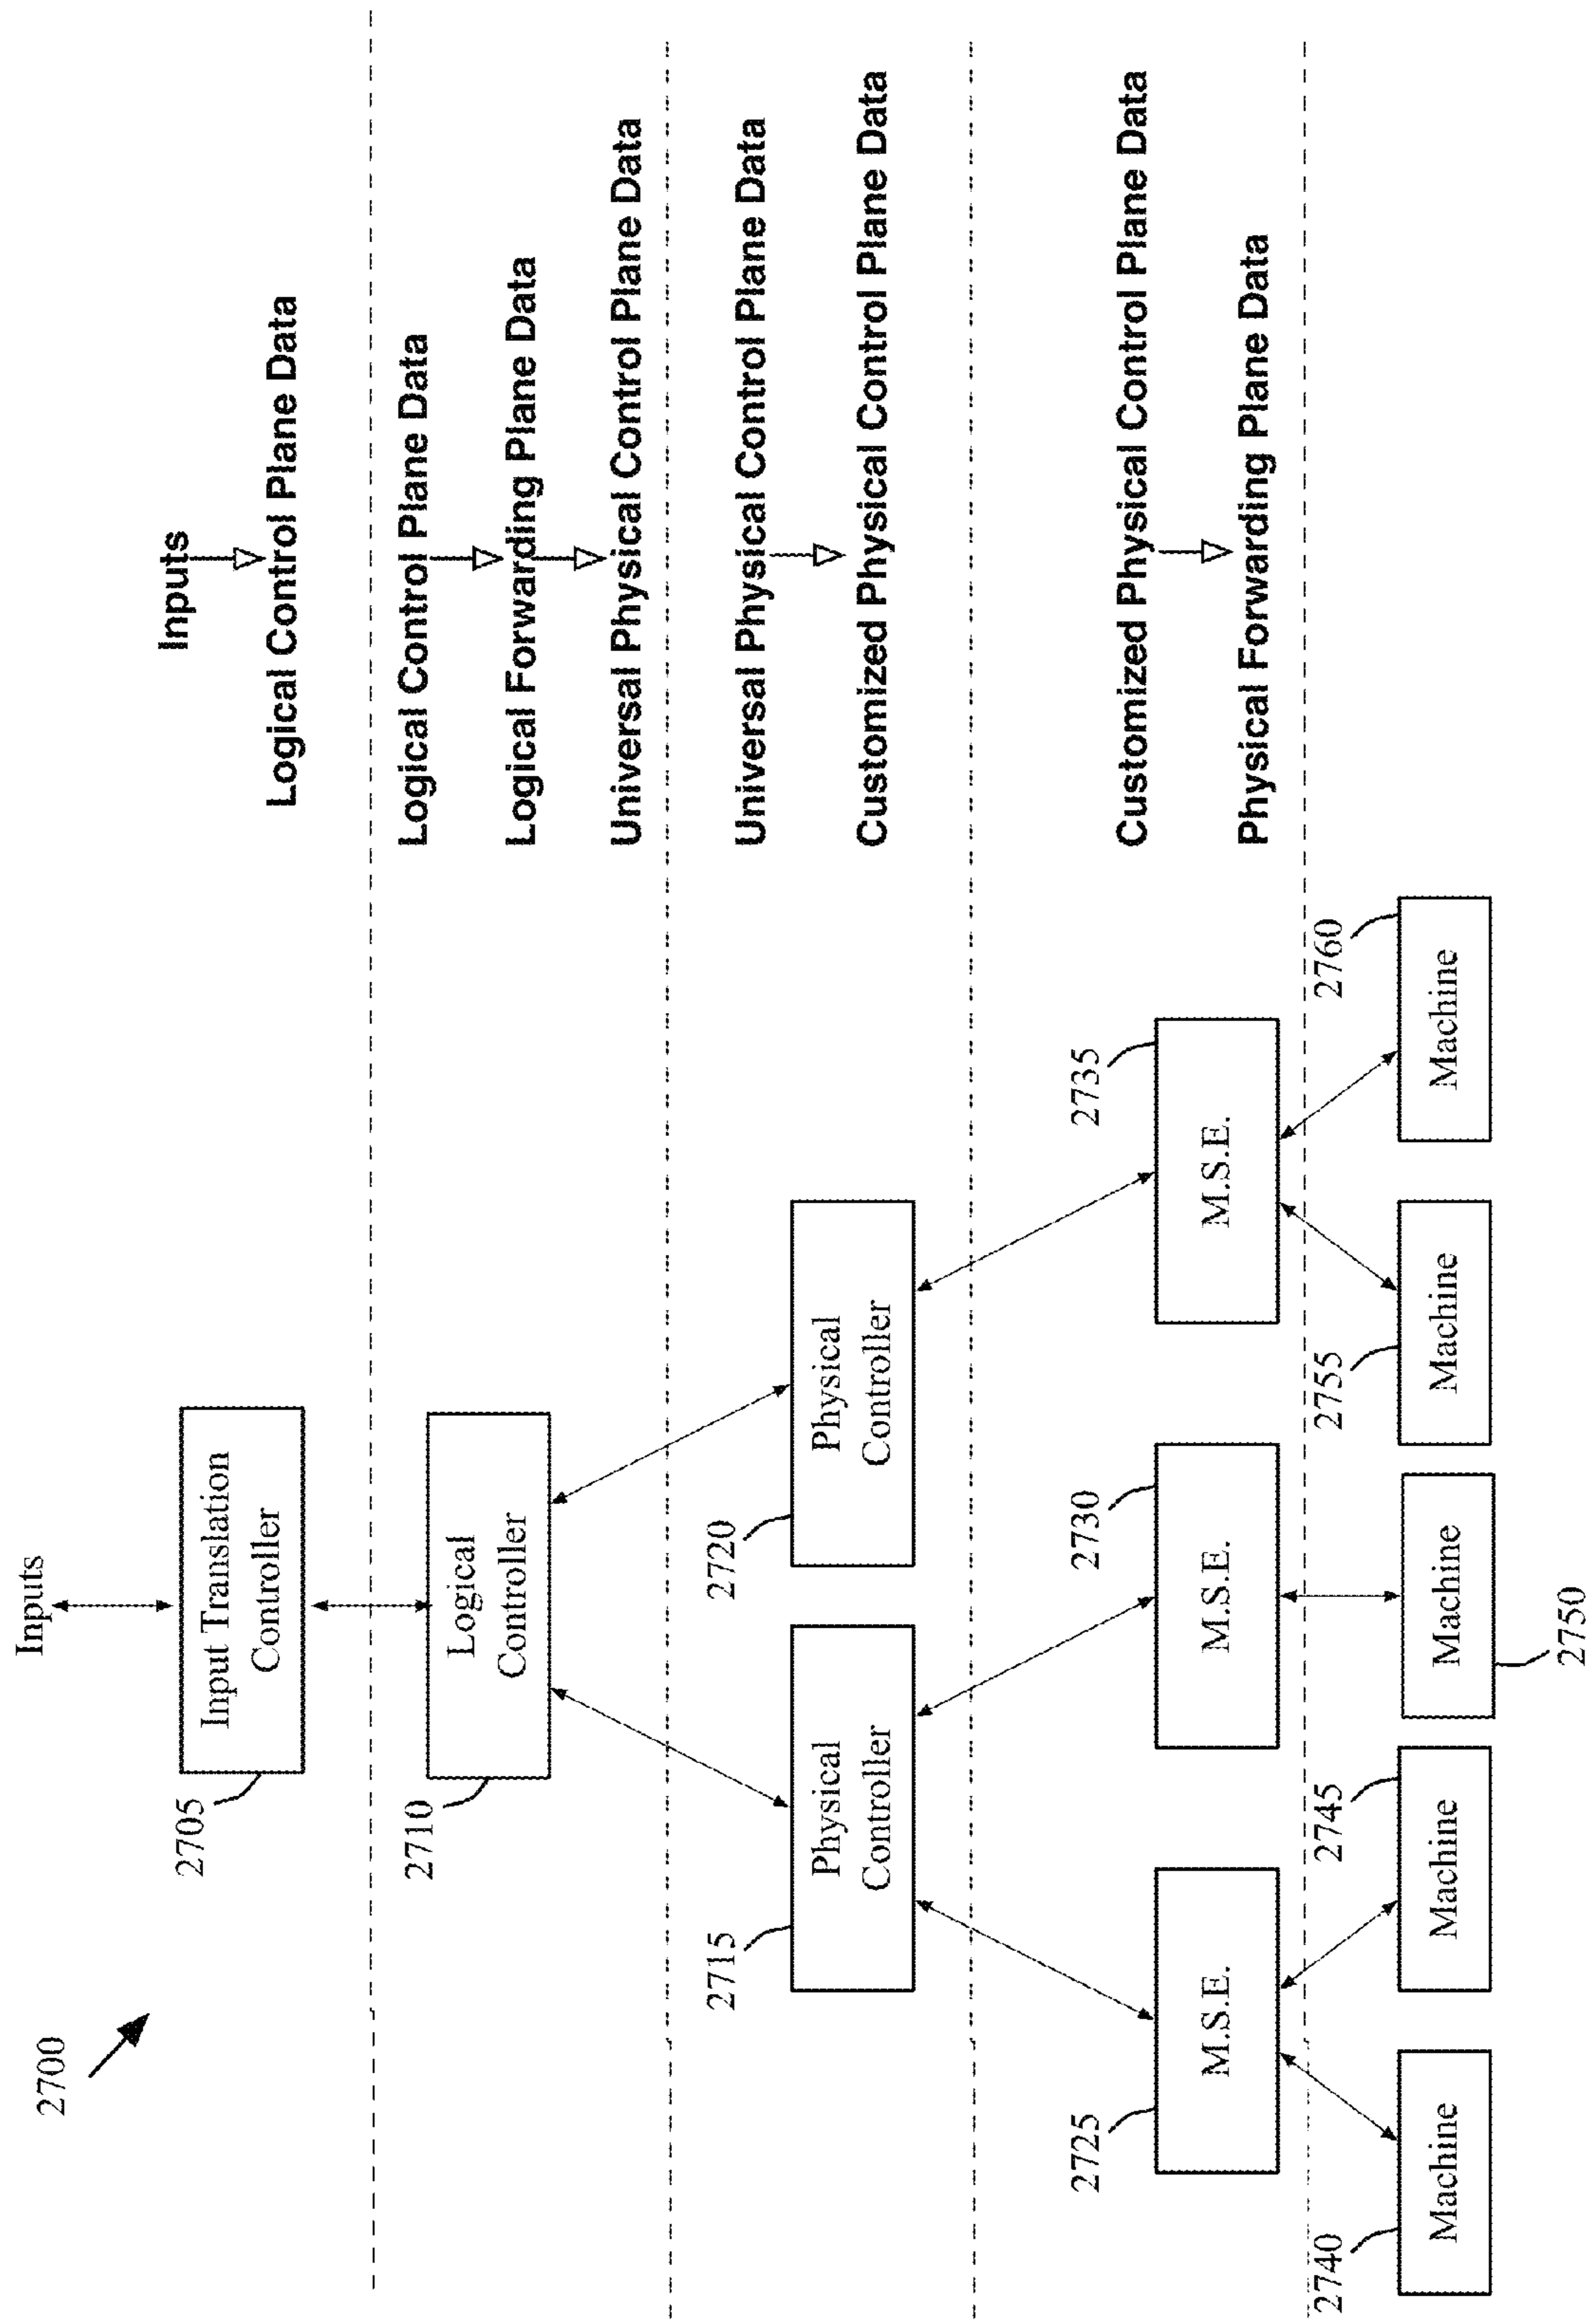 2700
Inputs
Input Translation
Controller
2705
Logical
Controller
2710
Physical
Controller
2715
Physical
Controller
2720
M.S.E.
2725
M.S.E.
2730
M.S.E.
2735
Machine
2740
Machine
2745
Machine
2750
Machine
2755
Machine
2760
Inputs
Logical Control Plane Data
Logical Control Plane Data
Logical Forwarding Plane Data
Universal Physical Control Plane Data
Universal Physical Control Plane Data
Customized Physical Control Plane Data
Customized Physical Control Plane Data
Physical Forwarding Plane Data